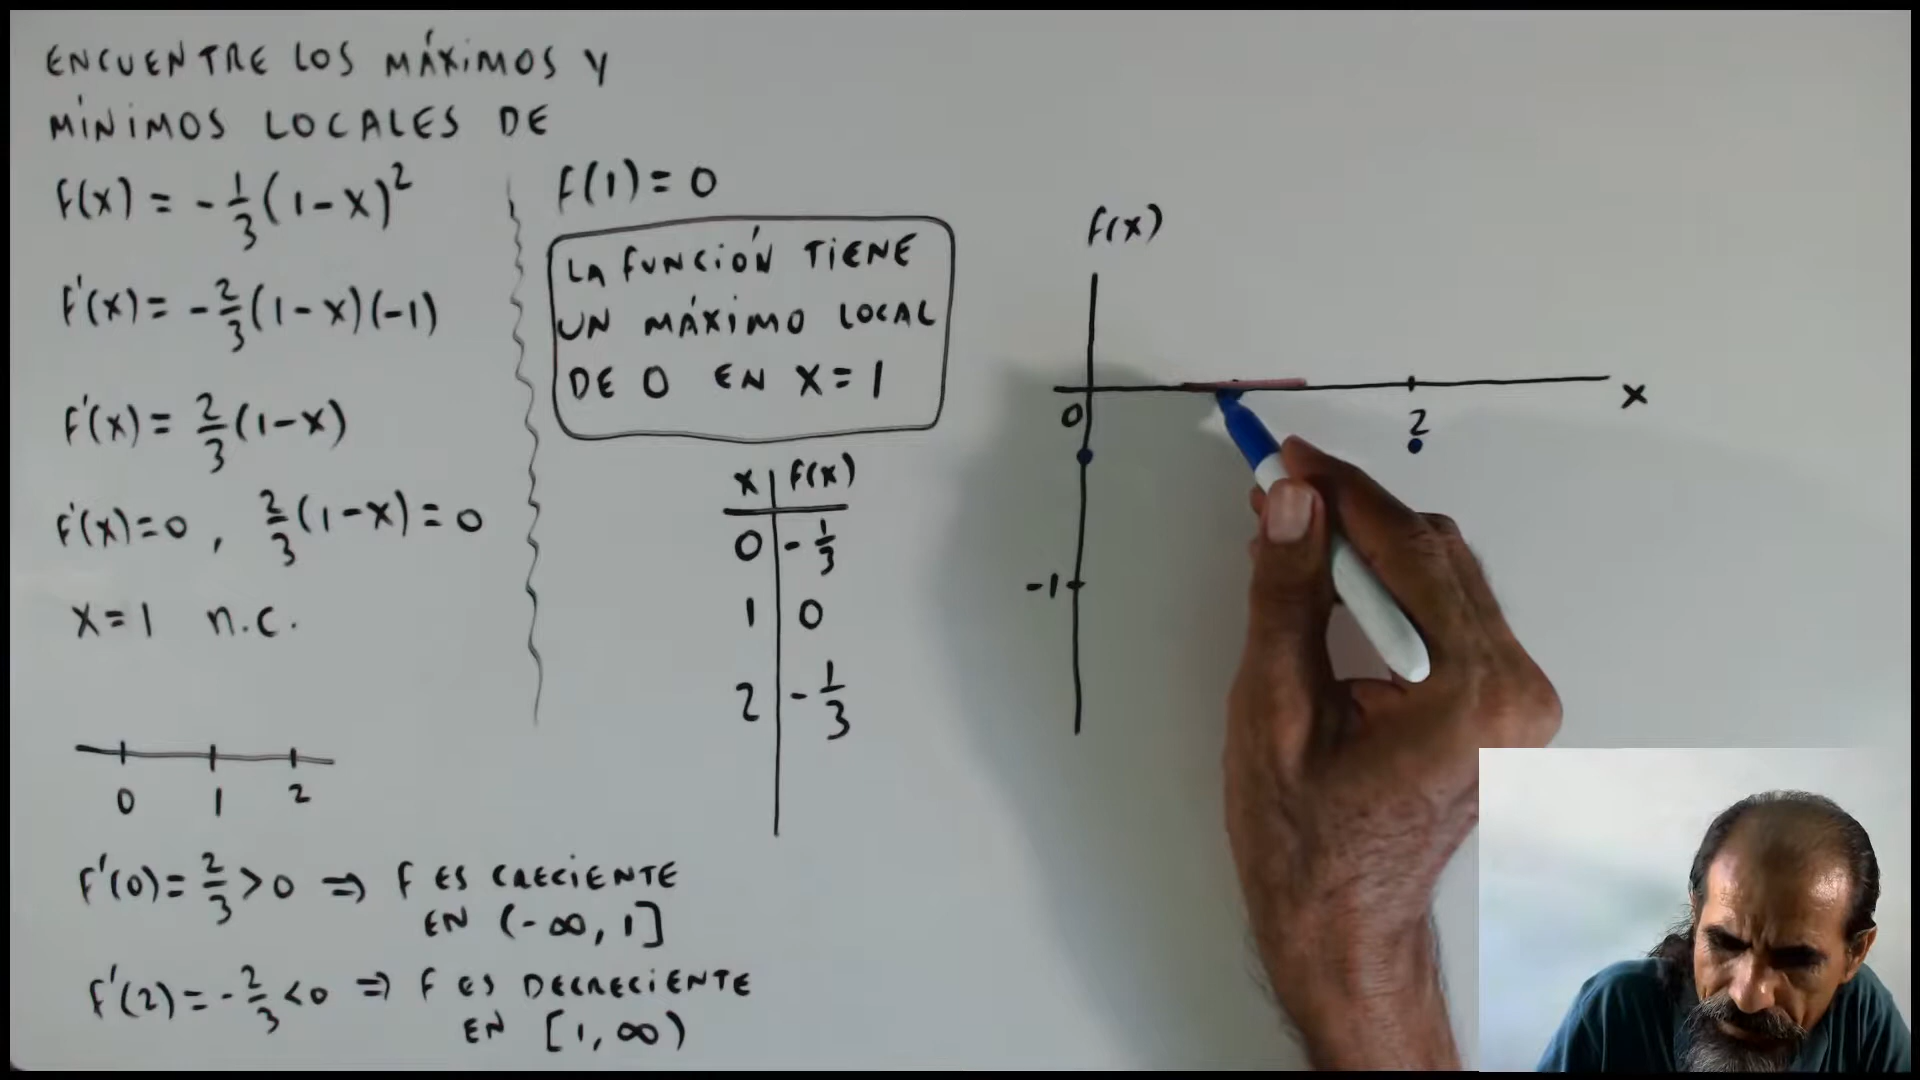 ENCUENTRE LOS MÁXIMOS Y
MÍNIMOS LOCALES DE
f(x) = -1/3 (1-x)²
f'(x) = -2/3 (1-x)(-1)
f'(x) = 2/3 (1-x)
f'(x)=0 , 2/3 (1-x) = 0
x=1 n.c.
0 1 2
f'(0) = 2/3 > 0 ⇒ f ES CRECIENTE
EN (-∞, 1]
f'(2) = -2/3 < 0 ⇒ f ES DECRECIENTE
EN [1, ∞)
f(1) = 0
LA FUNCIÓN TIENE
UN MÁXIMO LOCAL
DE 0 EN X = 1
x f(x)
0 -1/3
1 0
2 -1/3
f(x)
x
0
2
-1